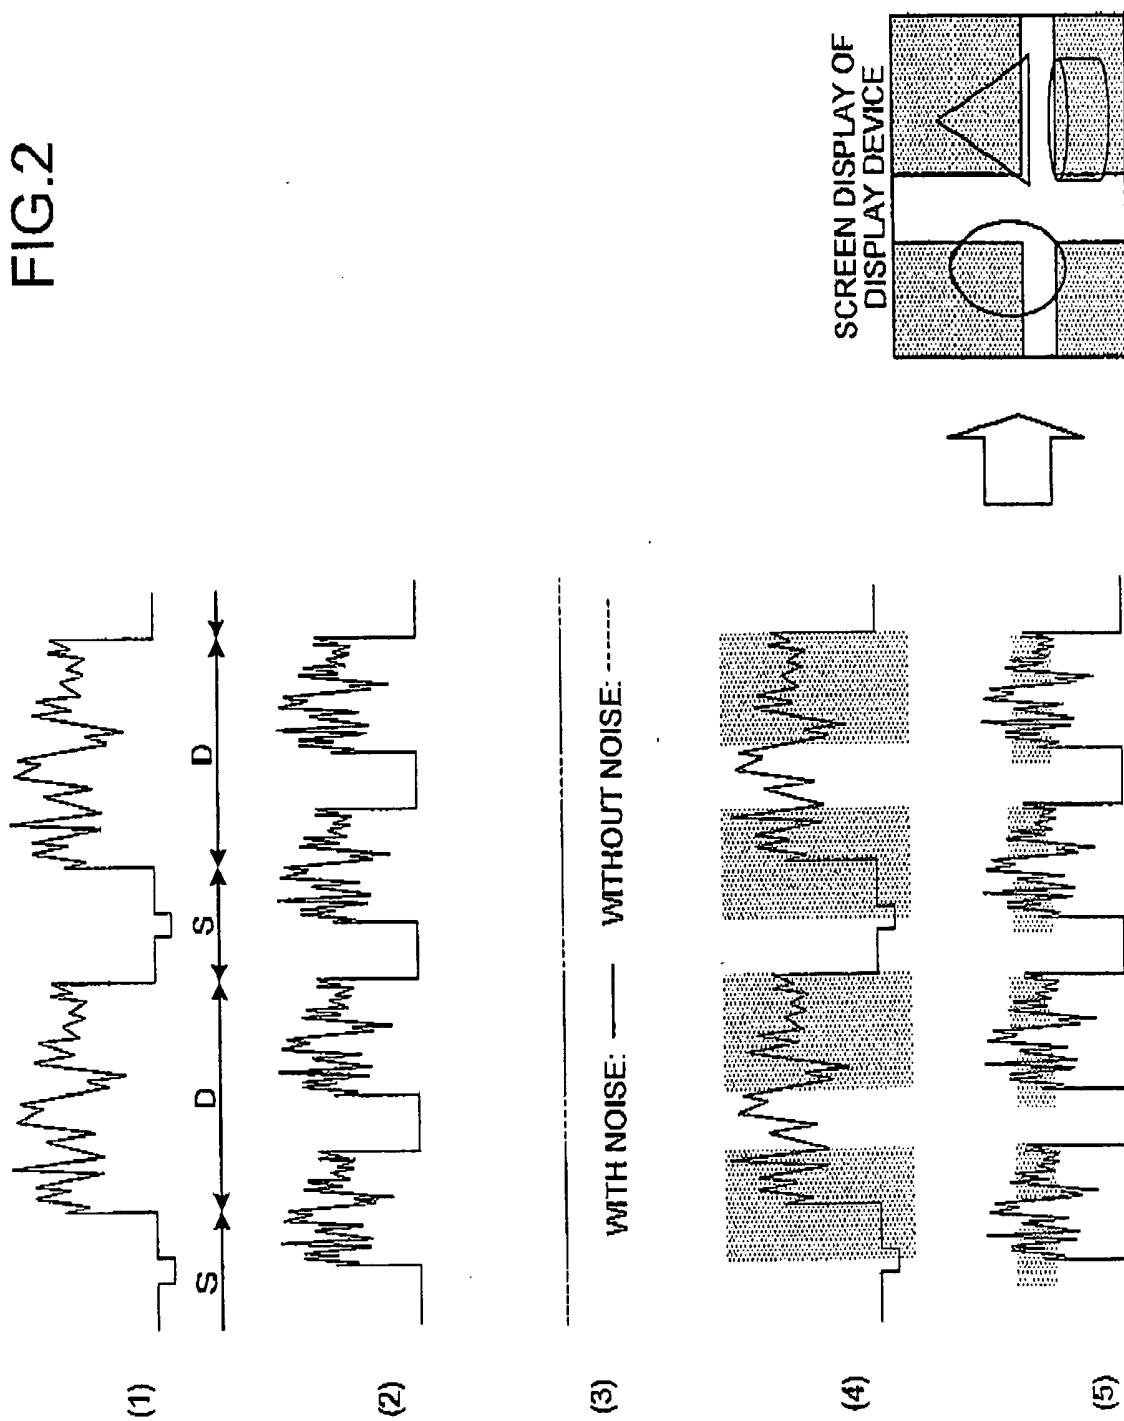 FIG.2
(1)
S
D
S
D
(2)
(3)
WITH NOISE:
WITHOUT NOISE:
(4)
(5)
SCREEN DISPLAY OF
DISPLAY DEVICE